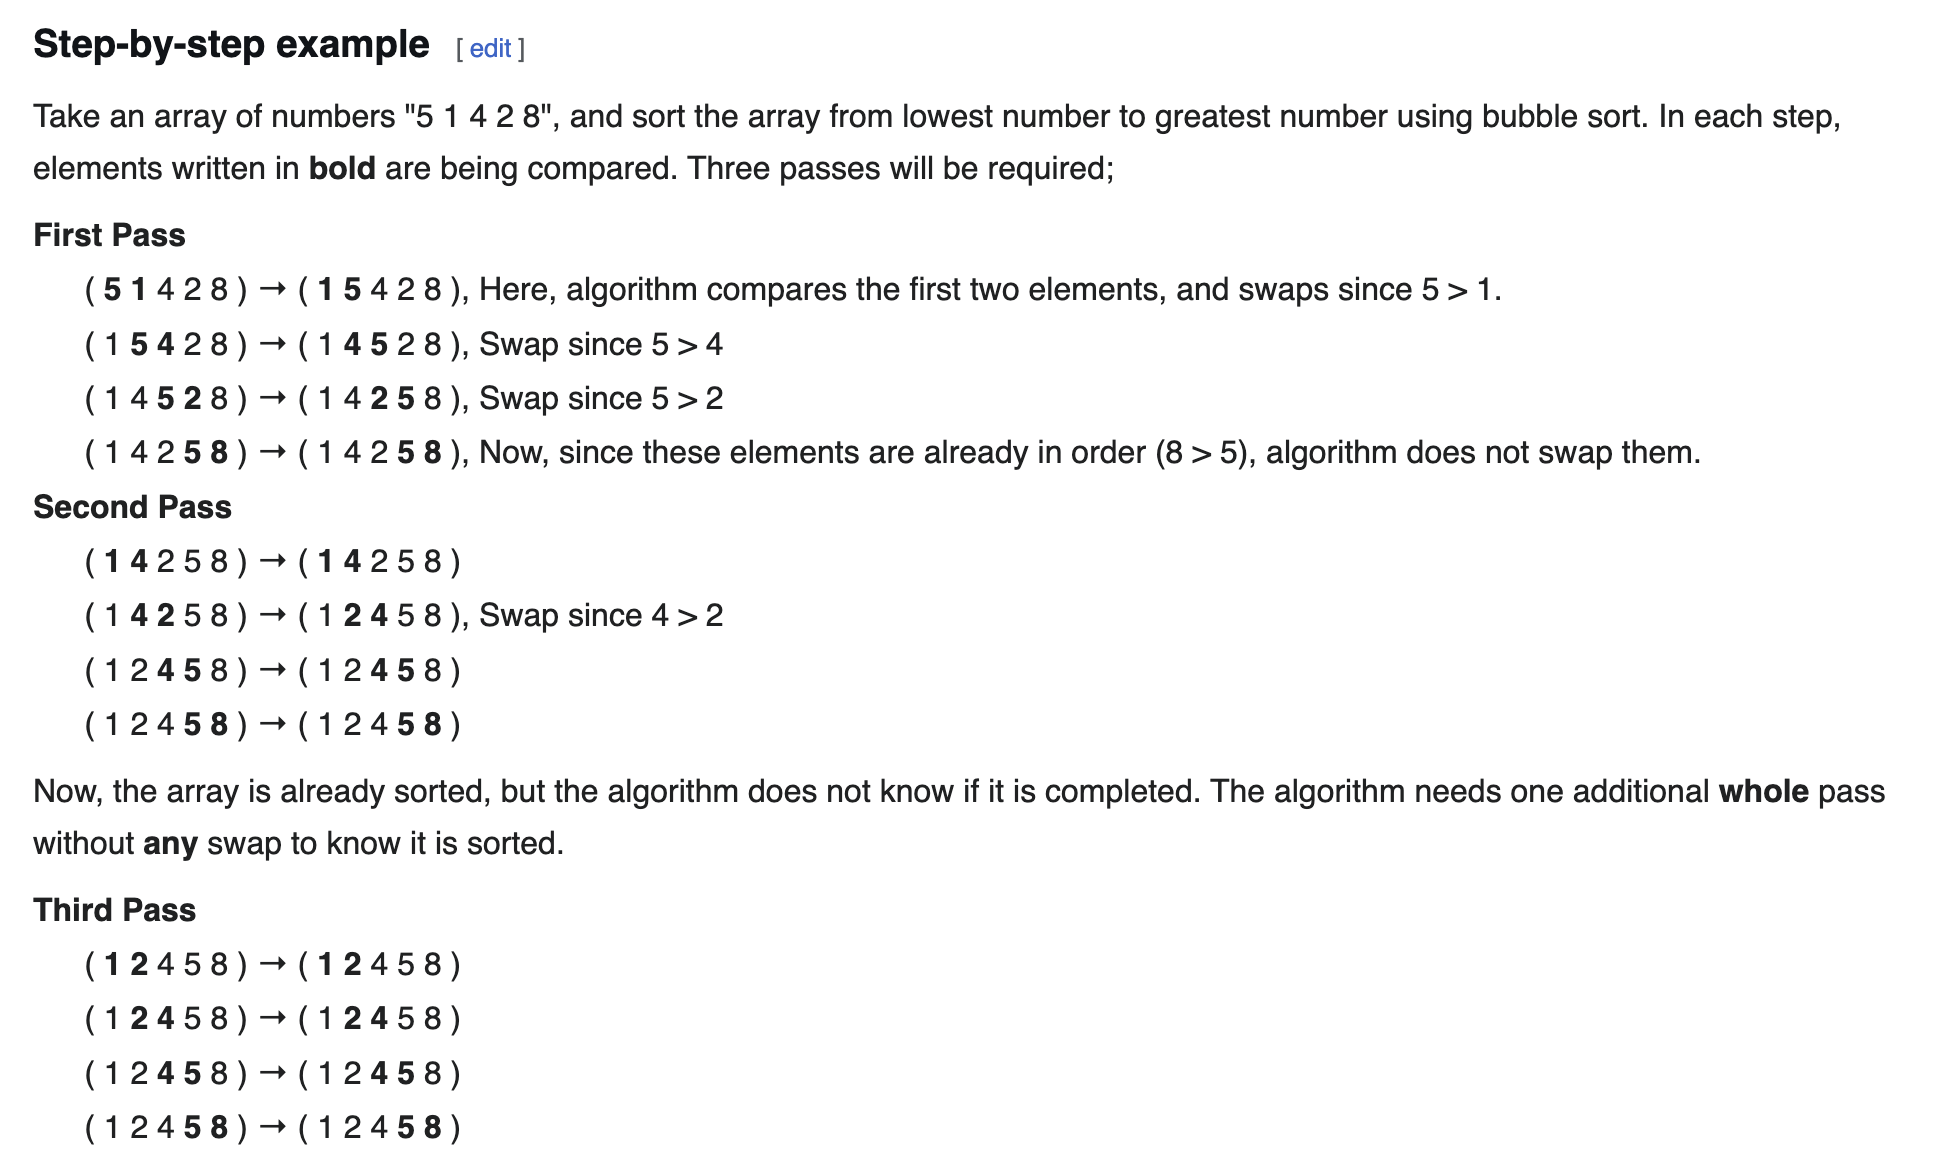 Step-by-step example [ edit ]
Take an array of numbers "5 1 4 2 8", and sort the array from lowest number to greatest number using bubble sort. In each step,
elements written in bold are being compared. Three passes will be required;
First Pass
( 5 1 4 2 8 ) → ( 1 5 4 2 8 ), Here, algorithm compares the first two elements, and swaps since 5 > 1.
( 1 5 4 2 8 ) → ( 1 4 5 2 8 ), Swap since 5 > 4
( 1 4 5 2 8 ) → ( 1 4 2 5 8 ), Swap since 5 > 2
( 1 4 2 5 8 ) → ( 1 4 2 5 8 ), Now, since these elements are already in order (8 > 5), algorithm does not swap them.
Second Pass
( 1 4 2 5 8 ) → ( 1 4 2 5 8 )
( 1 4 2 5 8 ) → ( 1 2 4 5 8 ), Swap since 4 > 2
( 1 2 4 5 8 ) → ( 1 2 4 5 8 )
( 1 2 4 5 8 ) → ( 1 2 4 5 8 )
Now, the array is already sorted, but the algorithm does not know if it is completed. The algorithm needs one additional whole pass
without any swap to know it is sorted.
Third Pass
( 1 2 4 5 8 ) → ( 1 2 4 5 8 )
( 1 2 4 5 8 ) → ( 1 2 4 5 8 )
( 1 2 4 5 8 ) → ( 1 2 4 5 8 )
( 1 2 4 5 8 ) → ( 1 2 4 5 8 )